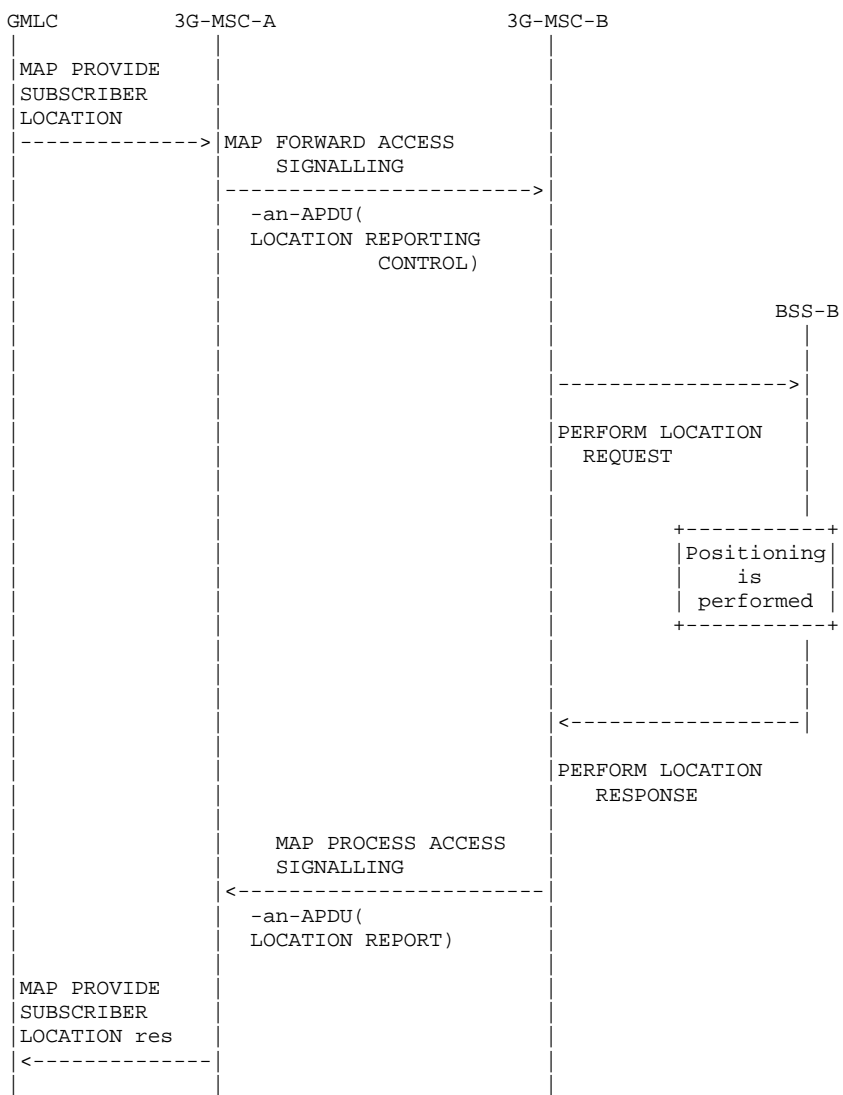 GMLC 3G-MSC-A 3G-MSC-B
MAP PROVIDE
SUBSCRIBER
LOCATION
MAP FORWARD ACCESS
SIGNALLING
-an-APDU(
LOCATION REPORTING
CONTROL)
BSS-B
PERFORM LOCATION
REQUEST
Positioning
is
performed
PERFORM LOCATION
RESPONSE
MAP PROCESS ACCESS
SIGNALLING
-an-APDU(
LOCATION REPORT)
MAP PROVIDE
SUBSCRIBER
LOCATION res